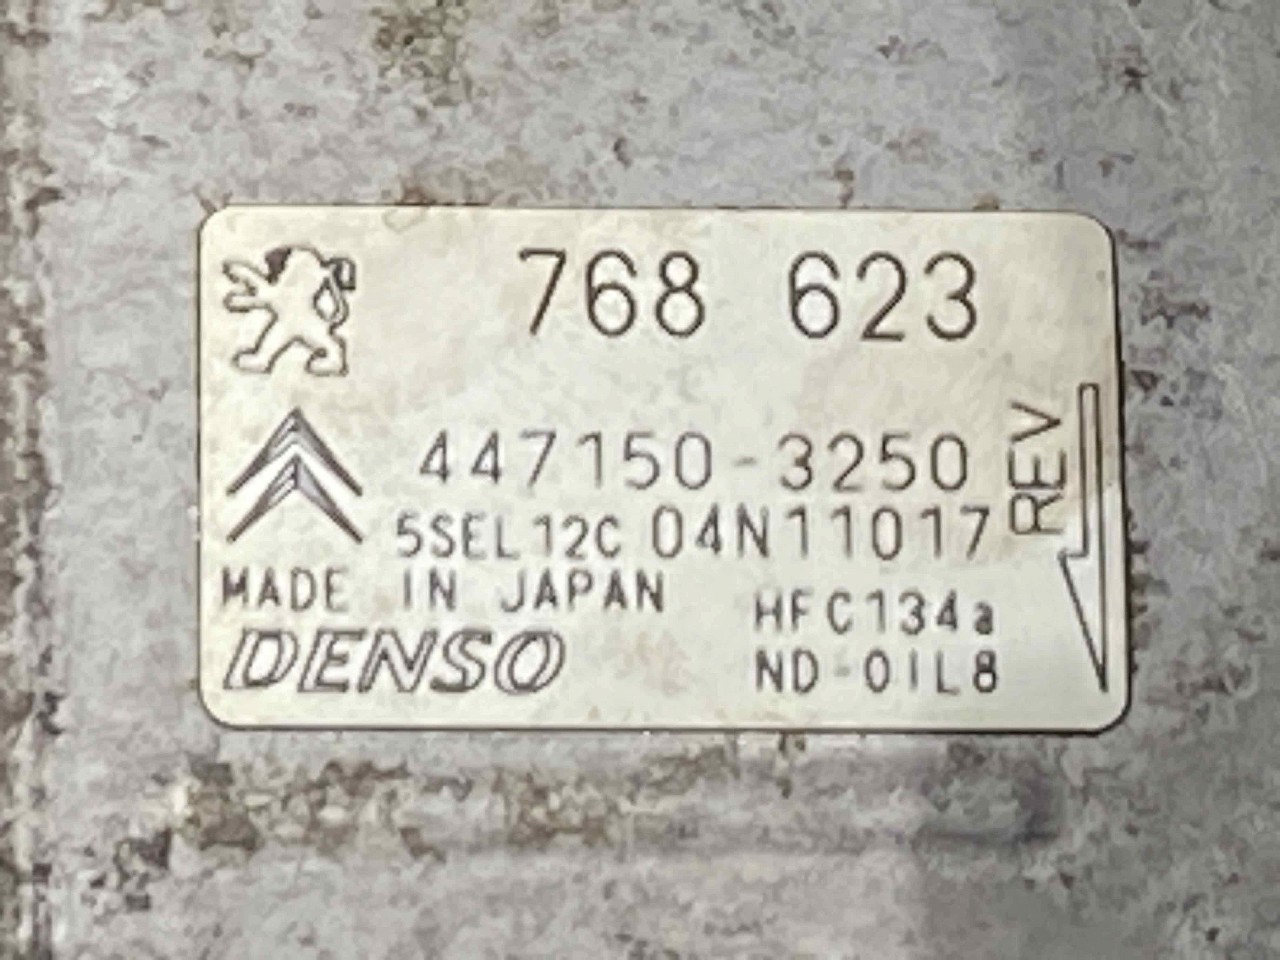 768 623
447150-3250
5SEL12C 04N11017
REV
MADE IN JAPAN
HFC134a
DENSO
ND-OIL8